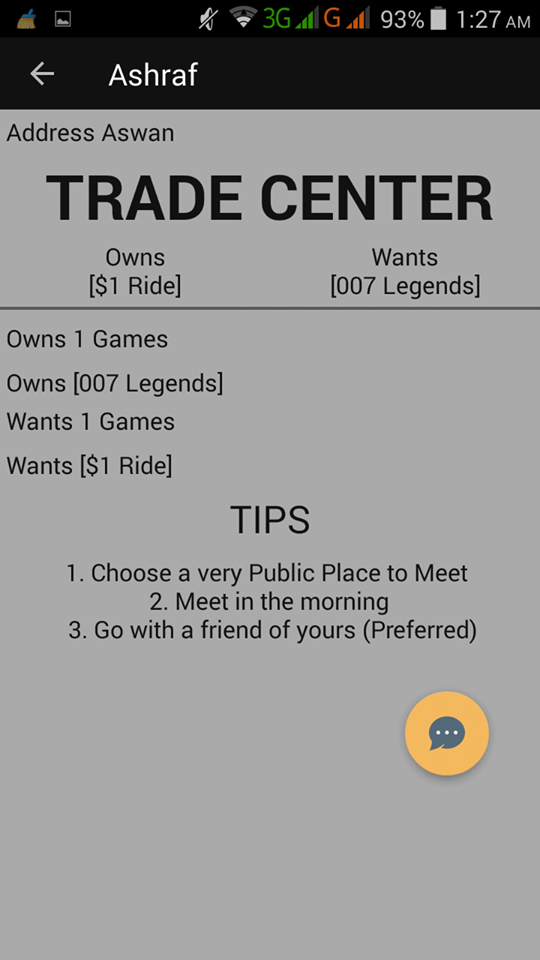 3G G 93% 1:27 AM
Ashraf
Address Aswan
TRADE CENTER
Owns Wants
[$1 Ride] [007 Legends]
Owns 1 Games
Owns [007 Legends]
Wants 1 Games
Wants [$1 Ride]
TIPS
1. Choose a very Public Place to Meet
2. Meet in the morning
3. Go with a friend of yours (Preferred)